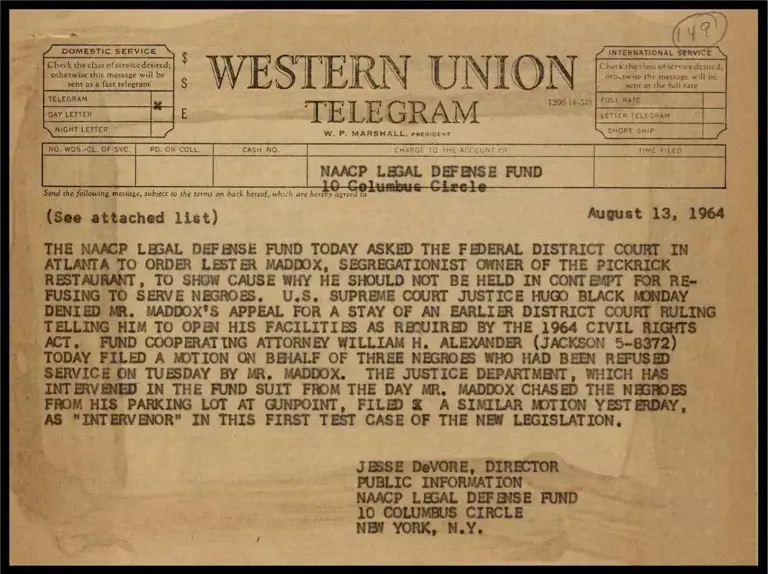 149
DOMESTIC SERVICE
Check the class of service desired;
otherwise this message will be
sent as a fast telegram
TELEGRAM x
DAY LETTER
NIGHT LETTER
$
$
E
WESTERN UNION
TELEGRAM
W. P. MARSHALL, PRESIDENT
1206 (4-55)
INTERNATIONAL SERVICE
Check the class of service desired;
otherwise the message will be
sent at the full rate
FULL RATE
LETTER TELEGRAM
SHORE SHIP
NO. WDS.-CL. OF SVC. PD. OR COLL. CASH NO. CHARGE TO THE ACCOUNT OF TIME FILED
NAACP LEGAL DEFENSE FUND
10 Columbus Circle
Send the following message, subject to the terms on back hereof, which are hereby agreed to
(See attached list) August 13, 1964
THE NAACP LEGAL DEFENSE FUND TODAY ASKED THE FEDERAL DISTRICT COURT IN
ATLANTA TO ORDER LESTER MADDOX, SEGREGATIONIST OWNER OF THE PICKRICK
RESTAURANT, TO SHOW CAUSE WHY HE SHOULD NOT BE HELD IN CONTEMPT FOR RE-
FUSING TO SERVE NEGROES. U.S. SUPREME COURT JUSTICE HUGO BLACK MONDAY
DENIED MR. MADDOX'S APPEAL FOR A STAY OF AN EARLIER DISTRICT COURT RULING
TELLING HIM TO OPEN HIS FACILITIES AS REQUIRED BY THE 1964 CIVIL RIGHTS
ACT. FUND COOPERATING ATTORNEY WILLIAM H. ALEXANDER (JACKSON 5-8372)
TODAY FILED A MOTION ON BEHALF OF THREE NEGROES WHO HAD BEEN REFUSED
SERVICE ON TUESDAY BY MR. MADDOX. THE JUSTICE DEPARTMENT, WHICH HAS
INTERVENED IN THE FUND SUIT FROM THE DAY MR. MADDOX CHASED THE NEGROES
FROM HIS PARKING LOT AT GUNPOINT, FILED A SIMILAR MOTION YESTERDAY,
AS "INTERVENOR" IN THIS FIRST TEST CASE OF THE NEW LEGISLATION.
JESSE DeVORE, DIRECTOR
PUBLIC INFORMATION
NAACP LEGAL DEFENSE FUND
10 COLUMBUS CIRCLE
NEW YORK, N.Y.